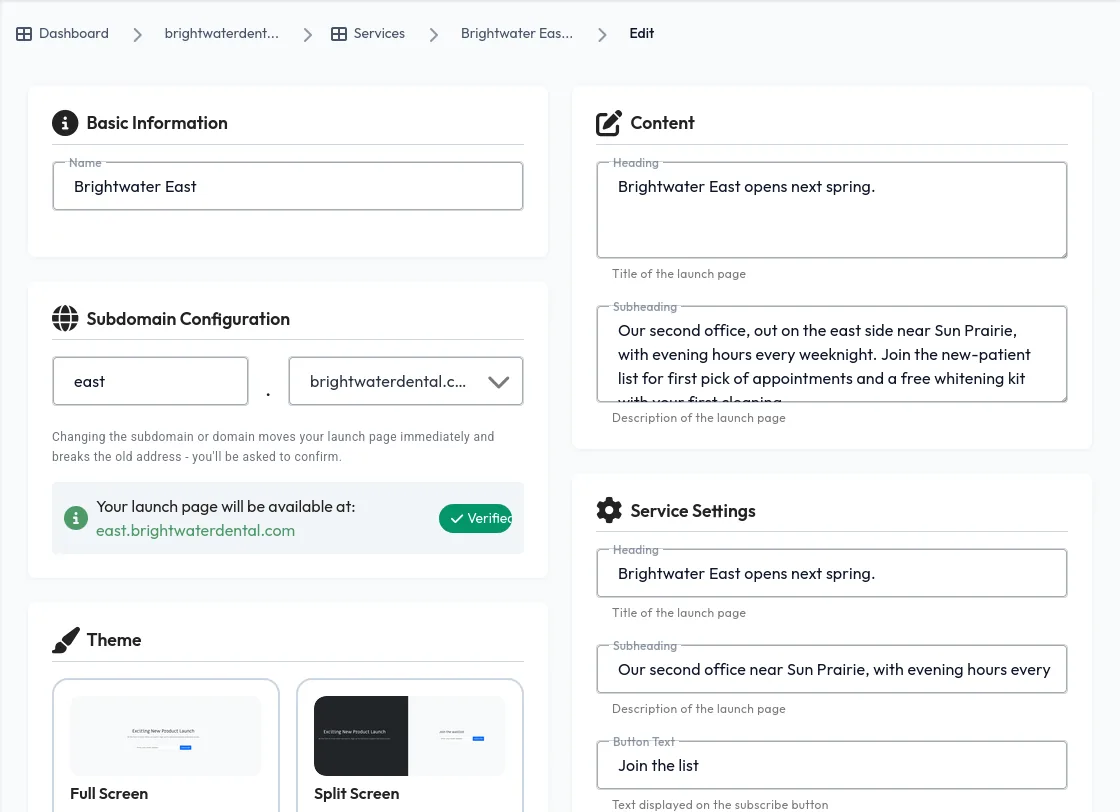 Dashboard
brightwaterdent...
Services
Brightwater Eas...
Edit
Basic Information
Name
Brightwater East
Subdomain Configuration
east
.
brightwaterdental.c...
Changing the subdomain or domain moves your launch page immediately and
breaks the old address - you'll be asked to confirm.
Your launch page will be available at:
east.brightwaterdental.com
Verified
Theme
Exciting New Product Launch
Full Screen
Exciting New Product Launch
Split Screen
Content
Heading
Brightwater East opens next spring.
Title of the launch page
Subheading
Our second office, out on the east side near Sun Prairie,
with evening hours every weeknight. Join the new-patient
list for first pick of appointments and a free whitening kit
with your first cleaning
Description of the launch page
Service Settings
Heading
Brightwater East opens next spring.
Title of the launch page
Subheading
Our second office near Sun Prairie, with evening hours every
Description of the launch page
Button Text
Join the list
Text displayed on the subscribe button